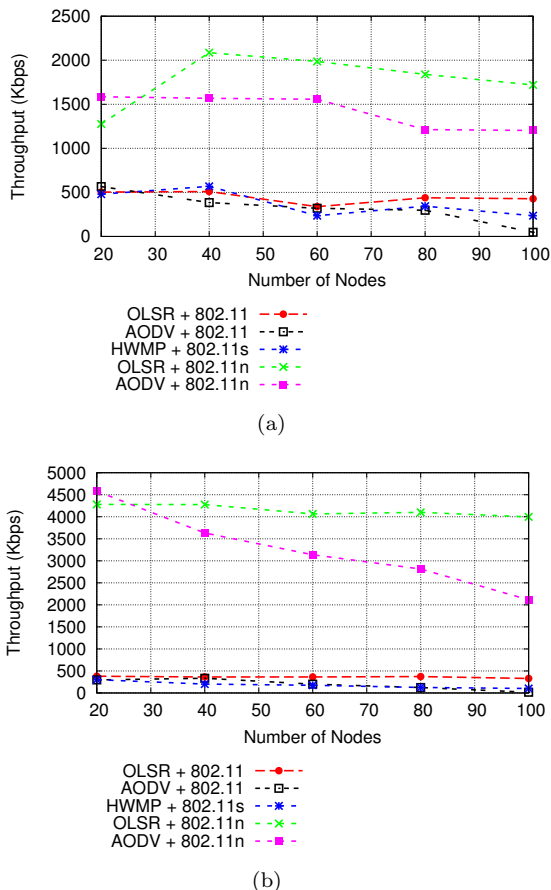 2500
2000
1500
1000
500
0
Throughput (Kbps)
20 30 40 50 60 70 80 90 100
Number of Nodes
OLSR + 802.11
AODV + 802.11
HWMP + 802.11s
OLSR + 802.11n
AODV + 802.11n
(a)
5000
4500
4000
3500
3000
2500
2000
1500
1000
500
0
Throughput (Kbps)
20 30 40 50 60 70 80 90 100
Number of Nodes
OLSR + 802.11
AODV + 802.11
HWMP + 802.11s
OLSR + 802.11n
AODV + 802.11n
(b)